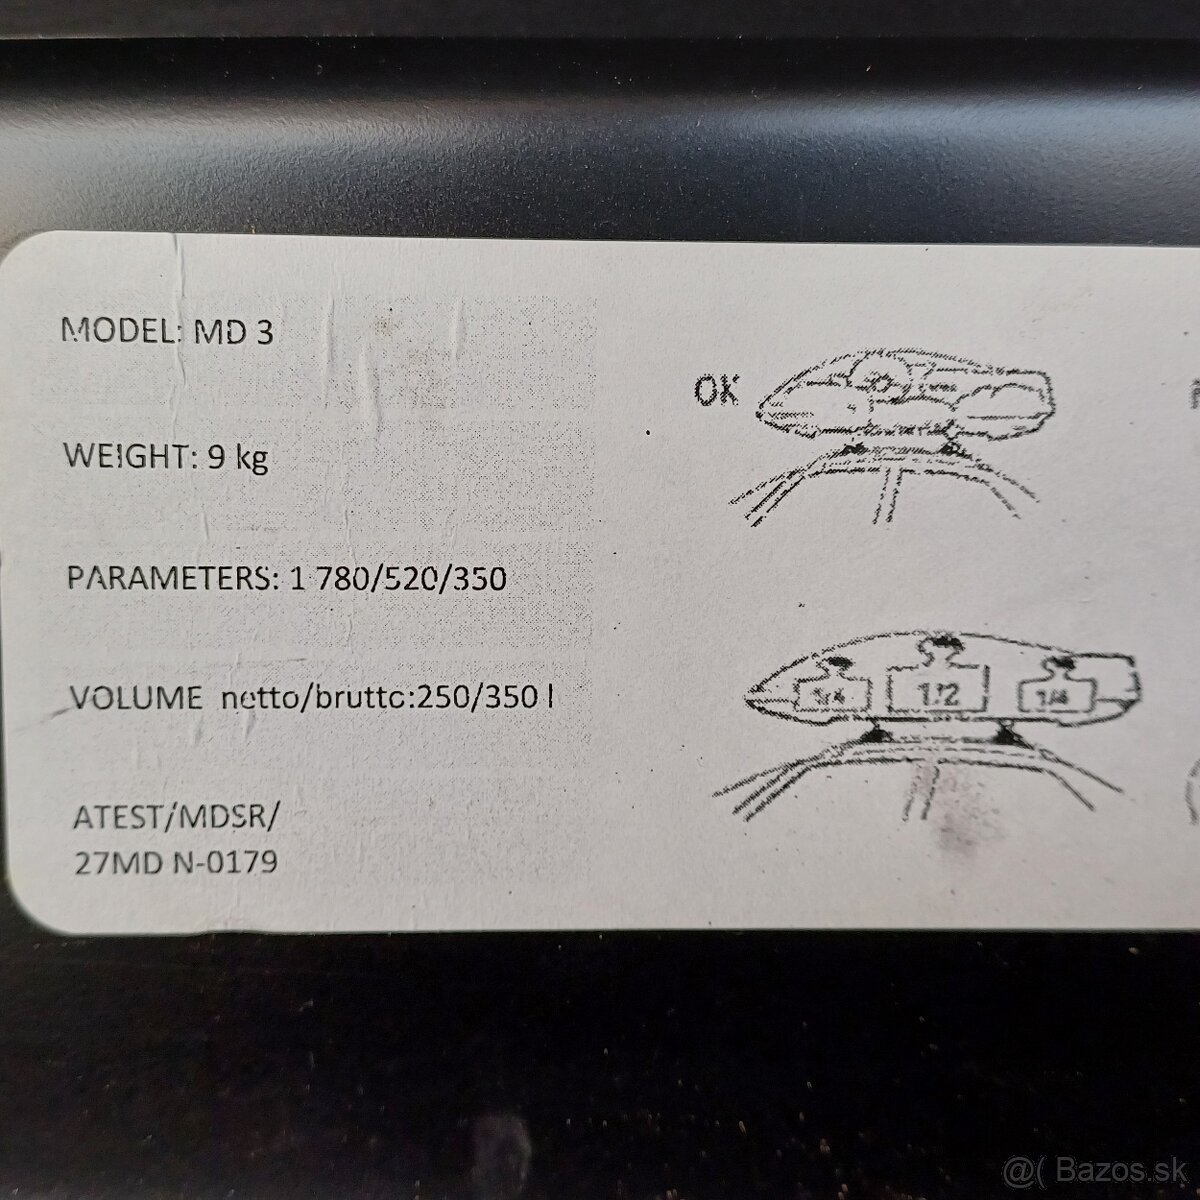 MODEL: MD 3
WEIGHT: 9 kg
PARAMETERS: 1 780/520/350
VOLUME netto/brutto:250/350 l
ATEST/MDSR/
27MD N-0179
OK
1/4 1/2 1/4
@( Bazos.sk